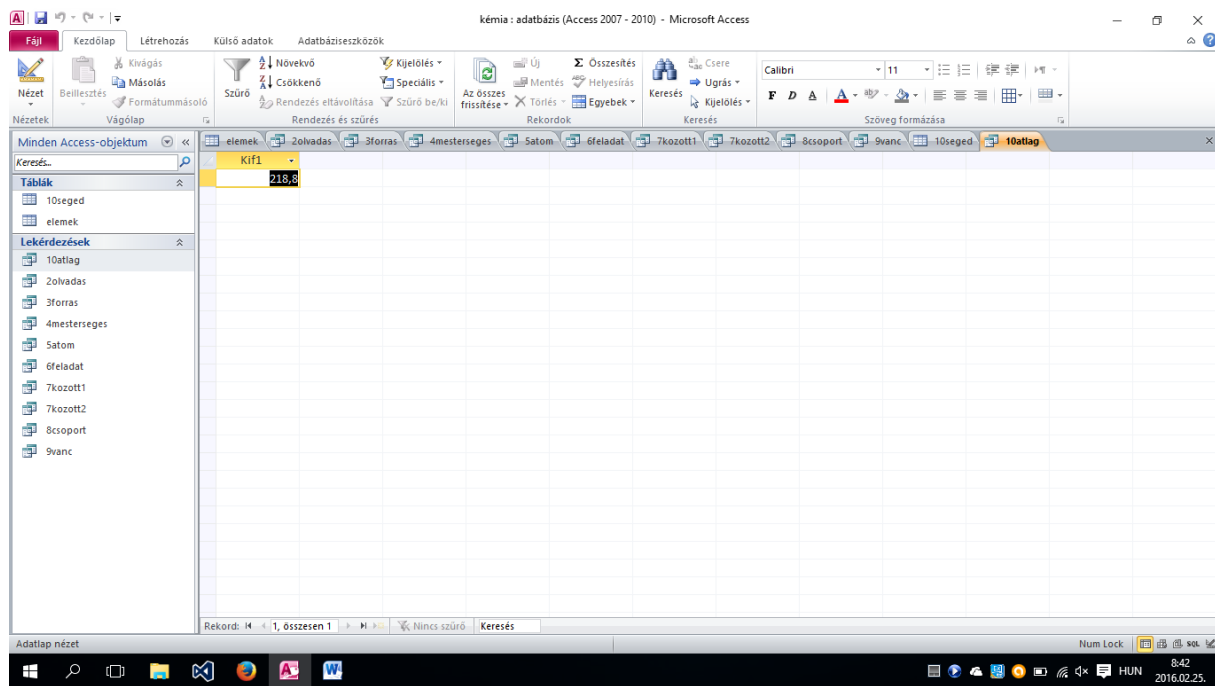 kémia : adatbázis (Access 2007 - 2010) - Microsoft Access
Fájl Kezdőlap Létrehozás Külső adatok Adatbáziseszközök
Nézet
Beillesztés
Kivágás
Másolás
Formátummásoló
Szűrő
Növekvő
Csökkenő
Rendezés eltávolítása
Kijelölés
Speciális
Szűrő be/ki
Az összes
frissítése
Új
Mentés
Törlés
Összesítés
Helyesírás
Egyebek
Keresés
Csere
Ugrás
Kijelölés
Calibri 11
F D A A
Nézetek Vágólap Rendezés és szűrés Rekordok Keresés Szöveg formázása
Minden Access-objektum
Keresés...
Táblák
10seged
elemek
Lekérdezések
10atlag
2olvadas
3forras
4mesterseges
5atom
6feladat
7kozott1
7kozott2
8csoport
9vanc
elemek 2olvadas 3forras 4mesterseges 5atom 6feladat 7kozott1 7kozott2 8csoport 9vanc 10seged 10atlag
Kif1
218,8
Rekord: 1, összesen 1 Nincs szűrő Keresés
Adatlap nézet Num Lock SQL
HUN 8:42
2016.02.25.